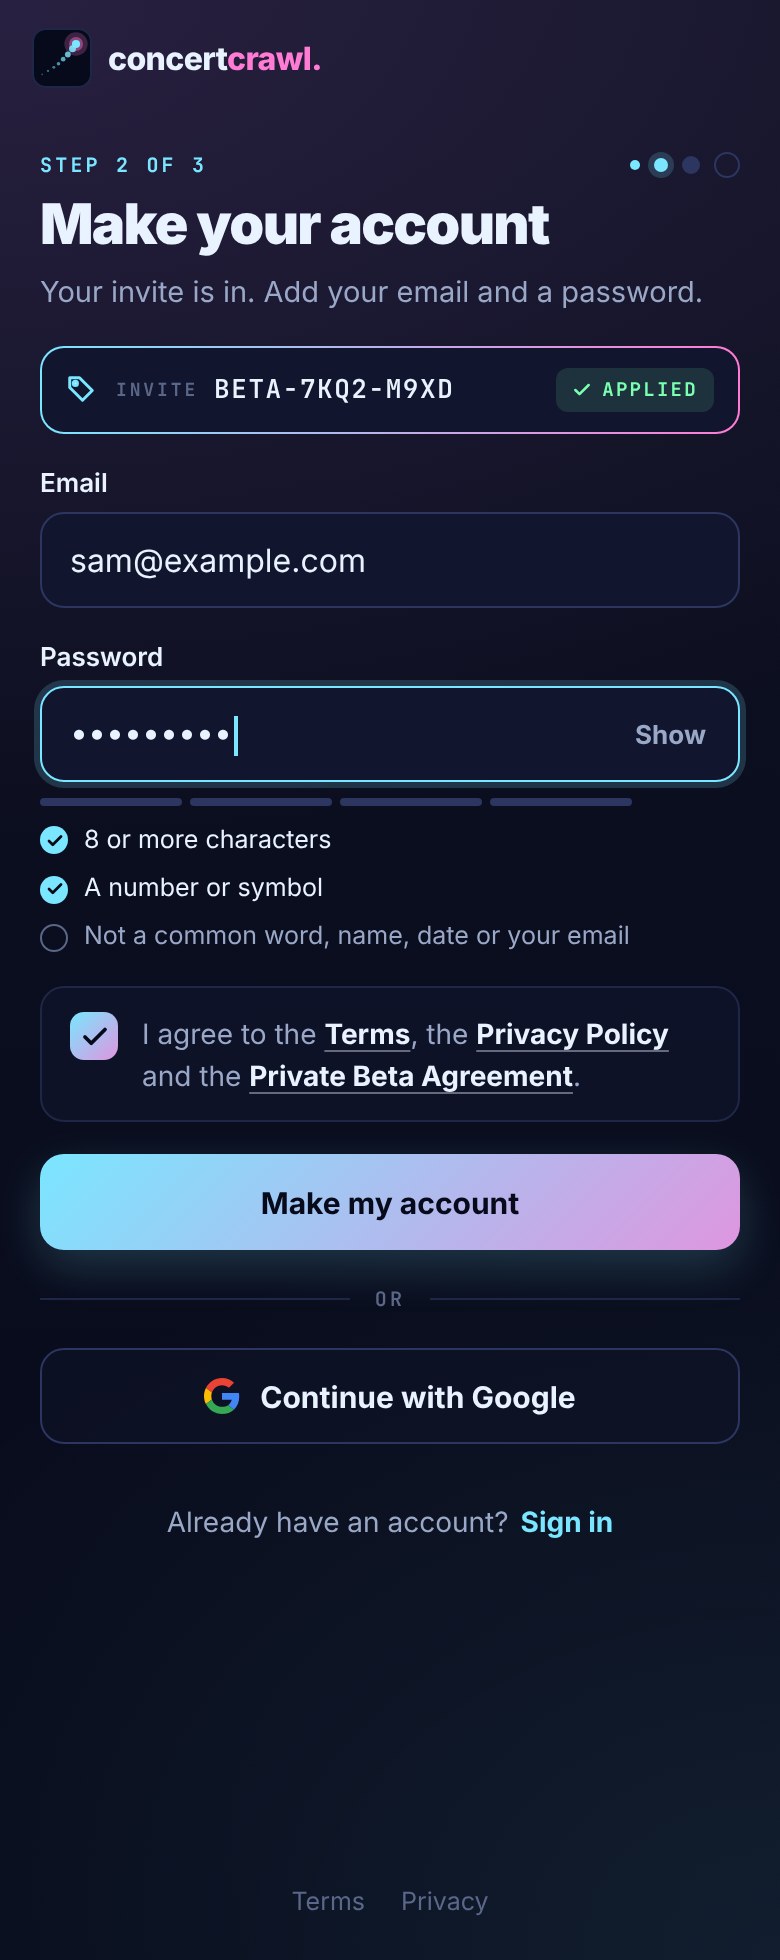 concertcrawl.
STEP 2 OF 3
Make your account
Your invite is in. Add your email and a password.
INVITE BETA-7KQ2-M9XD APPLIED
Email
sam@example.com
Password
••••••••• Show
8 or more characters
A number or symbol
Not a common word, name, date or your email
I agree to the Terms, the Privacy Policy
and the Private Beta Agreement.
Make my account
OR
Continue with Google
Already have an account? Sign in
Terms Privacy